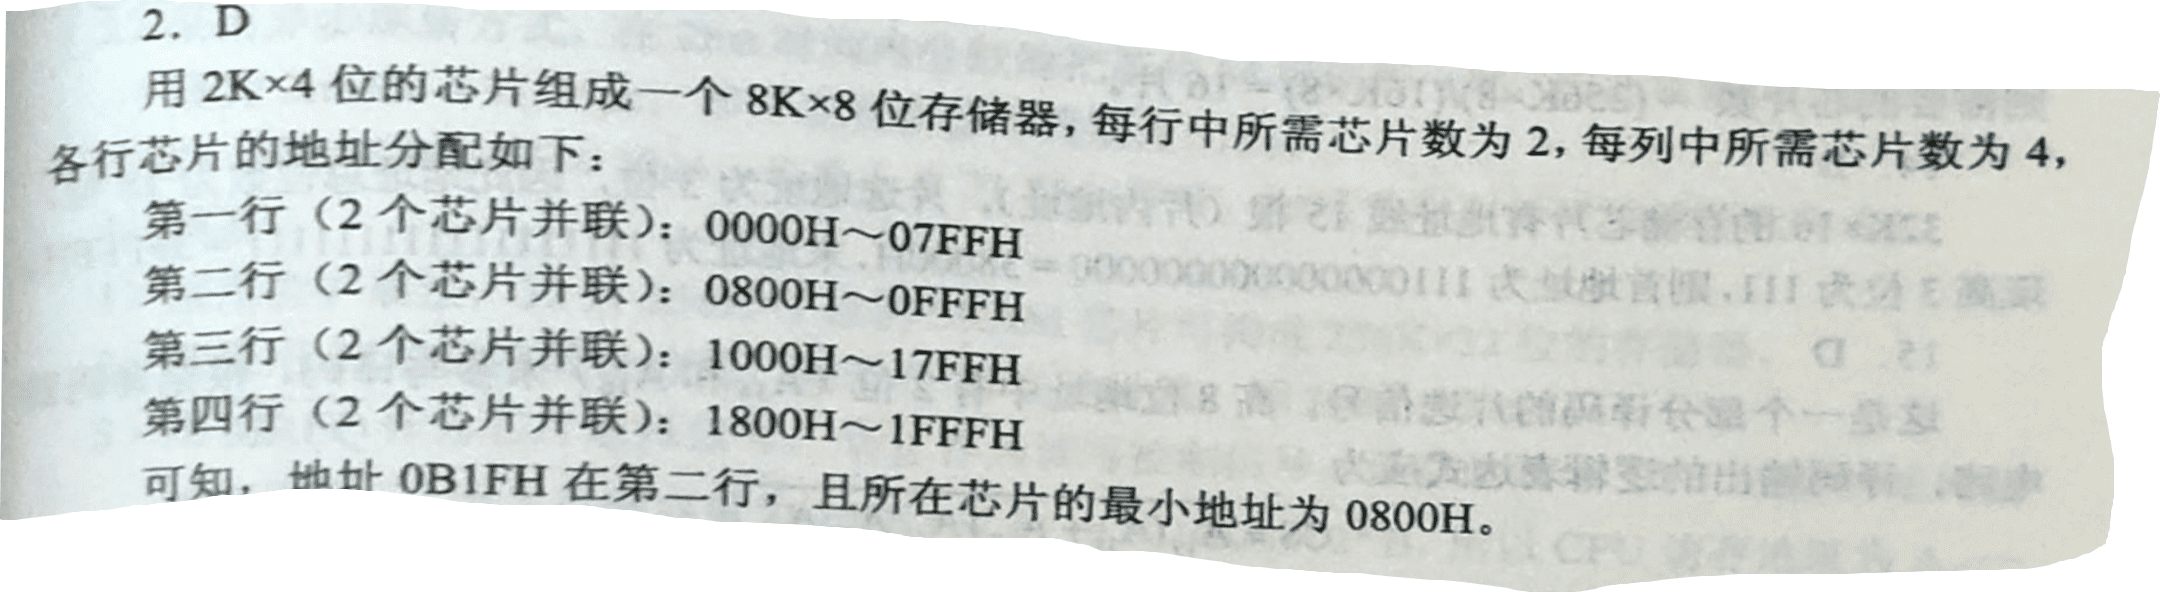 2. D
用 2K×4 位的芯片组成一个 8K×8 位存储器，每行中所需芯片数为 2，每列中所需芯片数为 4，
各行芯片的地址分配如下：
第一行（2 个芯片并联）：0000H～07FFH
第二行（2 个芯片并联）：0800H～0FFFH
第三行（2 个芯片并联）：1000H～17FFH
第四行（2 个芯片并联）：1800H～1FFFH
可知，地址 0B1FH 在第二行，且所在芯片的最小地址为 0800H。